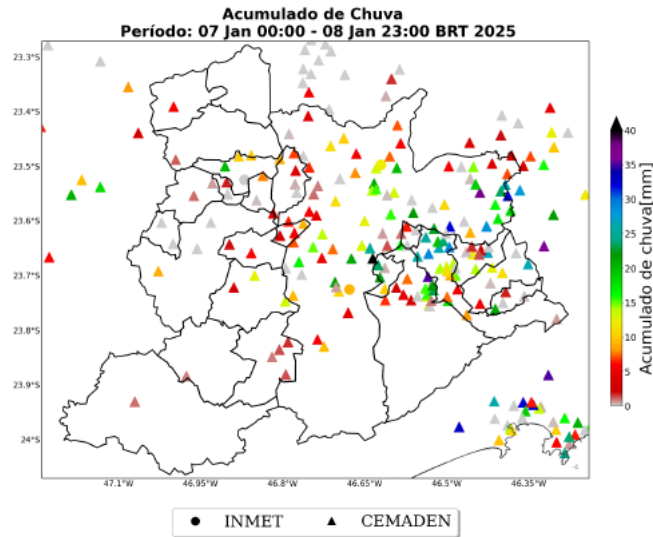 Acumulado de Chuva
Período: 07 Jan 00:00 - 08 Jan 23:00 BRT 2025
23.3°S
23.4°S
23.5°S
23.6°S
23.7°S
23.8°S
23.9°S
24°S
47.1°W
46.95°W
46.8°W
46.65°W
46.5°W
46.35°W
40
35
30
25
20
15
10
5
0
Acumulado de chuva[mm]
INMET
CEMADEN